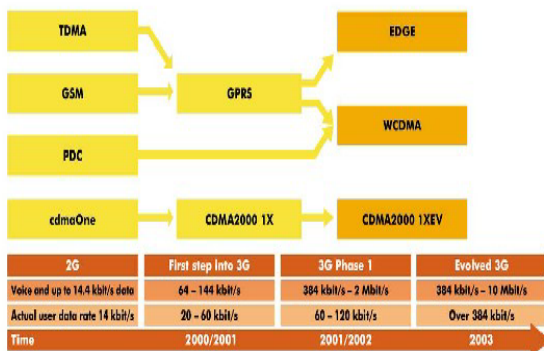 TDMA
EDGE
GSM
GPRS
WCDMA
PDC
cdmaOne
CDMA2000 1X
CDMA2000 1XEV
2G First step into 3G 3G Phase 1 Evolved 3G
Voice and up to 14.4 kbit/s data 64 – 144 kbit/s 384 kbit/s – 2 Mbit/s 384 kbit/s – 10 Mbit/s
Actual user data rate 14 kbit/s 20 – 60 kbit/s 60 – 120 kbit/s Over 384 kbit/s
Time 2000/2001 2001/2002 2003